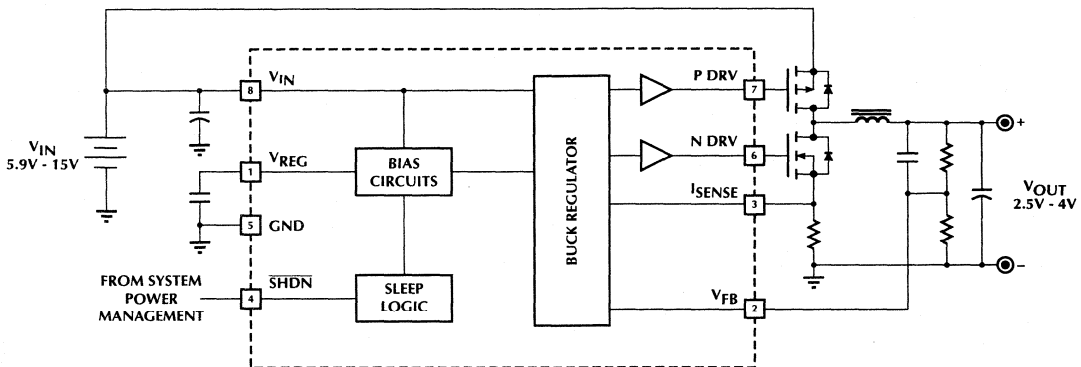 VIN
5.9V - 15V
8
VIN
1
VREG
5
GND
FROM SYSTEM
POWER
MANAGEMENT
4
SHDN
BIAS
CIRCUITS
SLEEP
LOGIC
BUCK REGULATOR
P DRV
7
N DRV
6
ISENSE
3
VFB
2
+
VOUT
2.5V - 4V
–